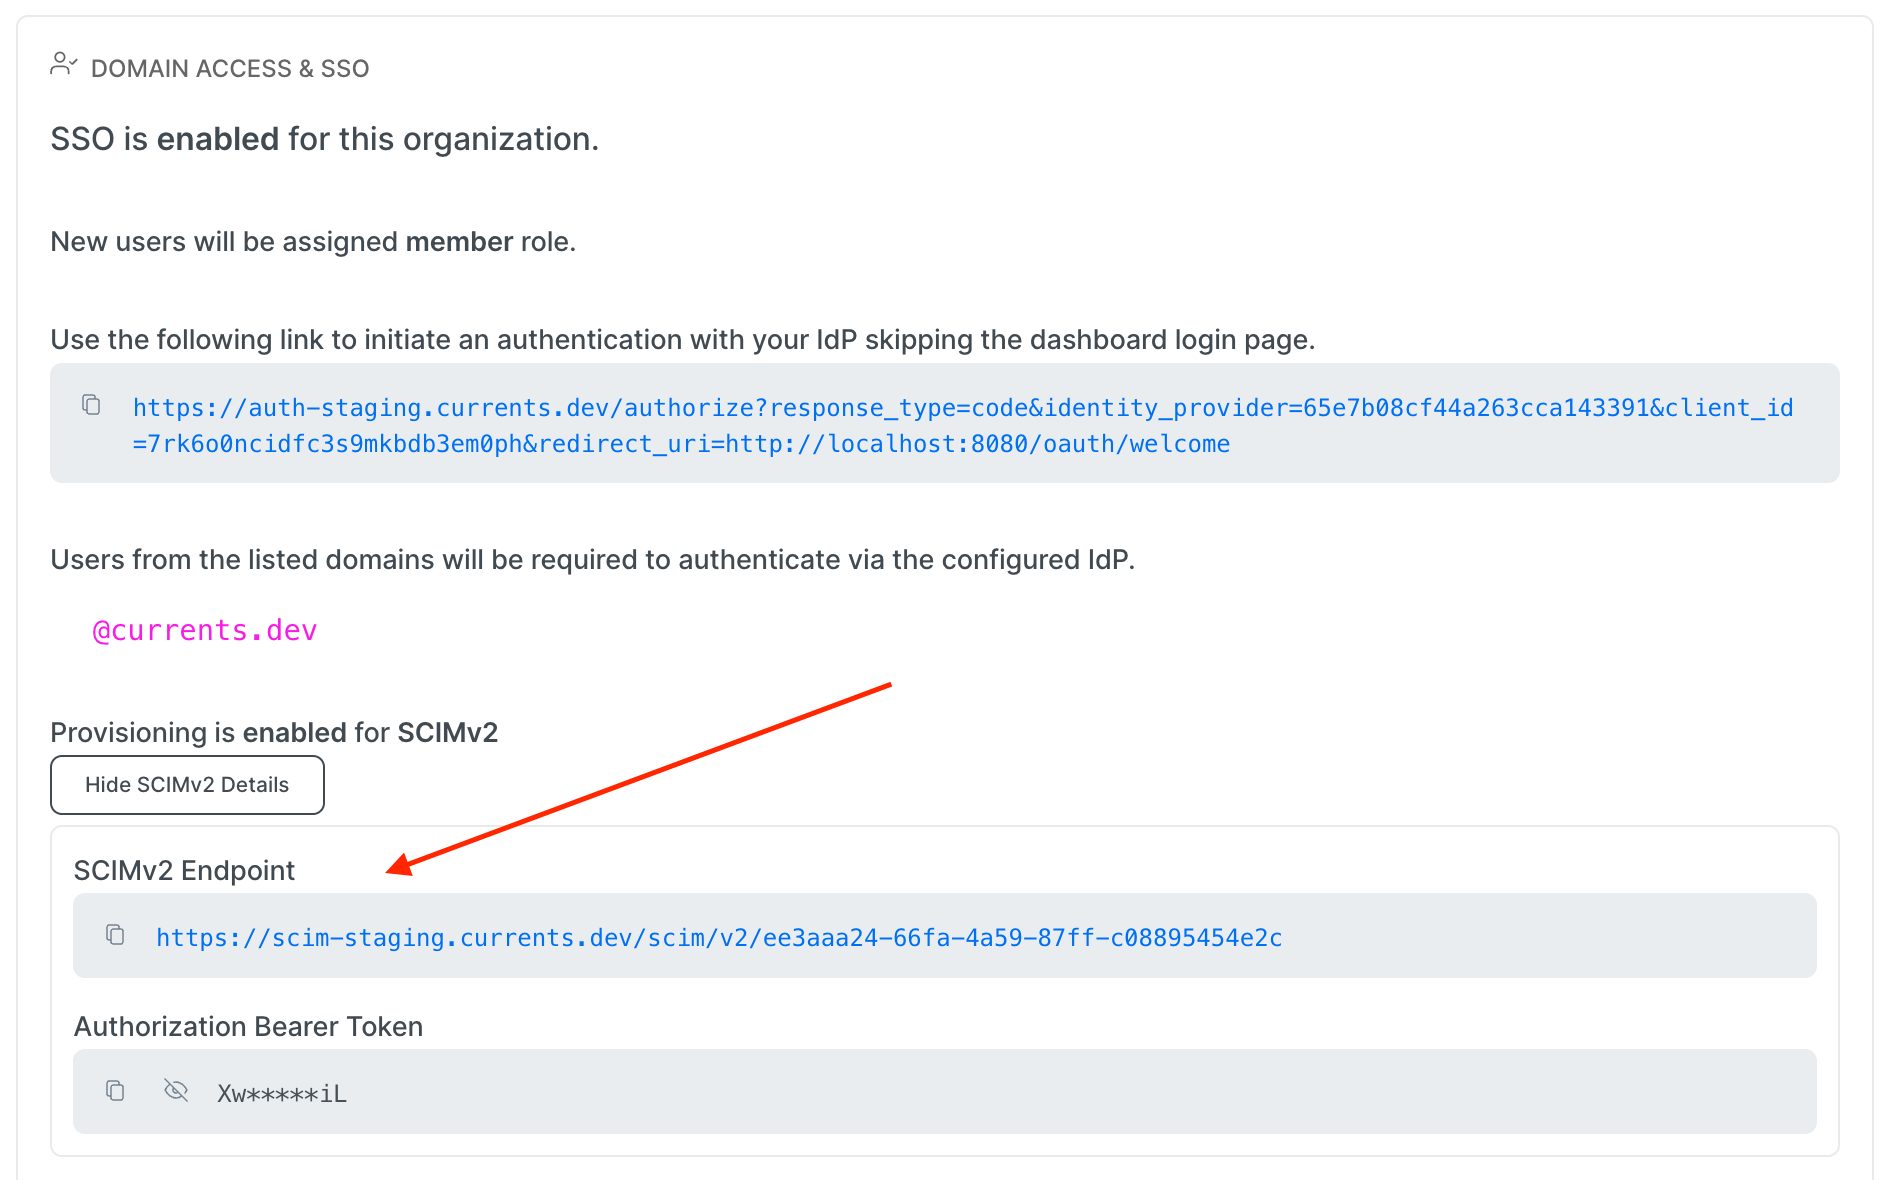 DOMAIN ACCESS & SSO
SSO is enabled for this organization.
New users will be assigned member role.
Use the following link to initiate an authentication with your IdP skipping the dashboard login page.
https://auth-staging.currents.dev/authorize?response_type=code&identity_provider=65e7b08cf44a263cca143391&client_id
=7rk6o0ncidfc3s9mkbdb3em0ph&redirect_uri=http://localhost:8080/oauth/welcome
Users from the listed domains will be required to authenticate via the configured IdP.
@currents.dev
Provisioning is enabled for SCIMv2
Hide SCIMv2 Details
SCIMv2 Endpoint
https://scim-staging.currents.dev/scim/v2/ee3aaa24-66fa-4a59-87ff-c08895454e2c
Authorization Bearer Token
Xw*****iL